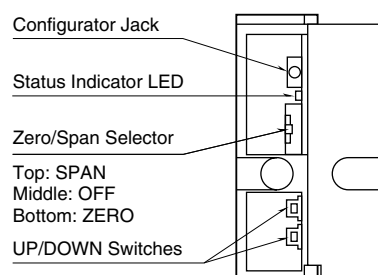 Configurator Jack
Status Indicator LED
Zero/Span Selector
Top: SPAN
Middle: OFF
Bottom: ZERO
UP/DOWN Switches